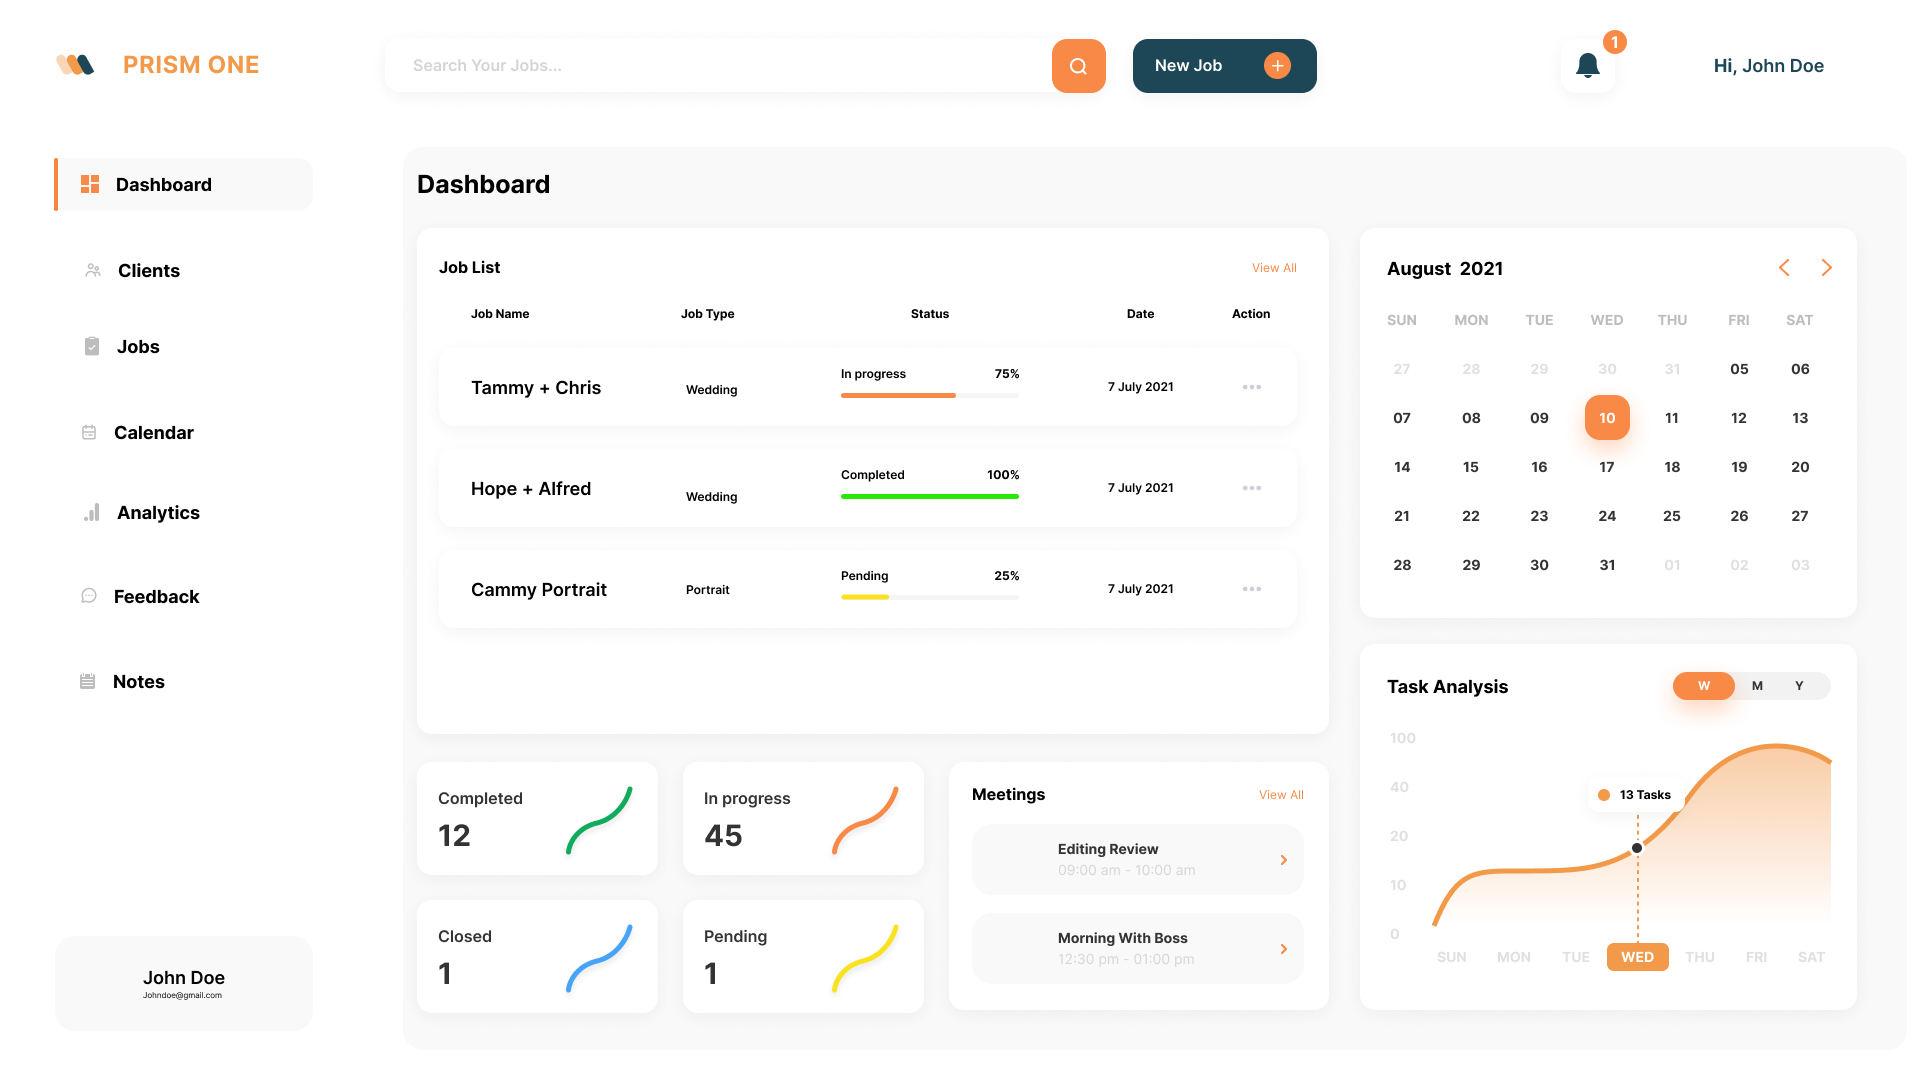 PRISM ONE
Search Your Jobs...
New Job
1
Hi, John Doe
Dashboard
Clients
Jobs
Calendar
Analytics
Feedback
Notes
John Doe
Johndoe@gmail.com
Dashboard
Job List
View All
Job Name Job Type Status Date Action
Tammy + Chris Wedding In progress 75% 7 July 2021
Hope + Alfred Wedding Completed 100% 7 July 2021
Cammy Portrait Portrait Pending 25% 7 July 2021
Completed
12
In progress
45
Closed
1
Pending
1
Meetings
View All
Editing Review
09:00 am - 10:00 am
Morning With Boss
12:30 pm - 01:00 pm
August 2021
SUN MON TUE WED THU FRI SAT
27 28 29 30 31 05 06
07 08 09 10 11 12 13
14 15 16 17 18 19 20
21 22 23 24 25 26 27
28 29 30 31 01 02 03
Task Analysis
W M Y
100
40
20
10
0
13 Tasks
SUN MON TUE WED THU FRI SAT